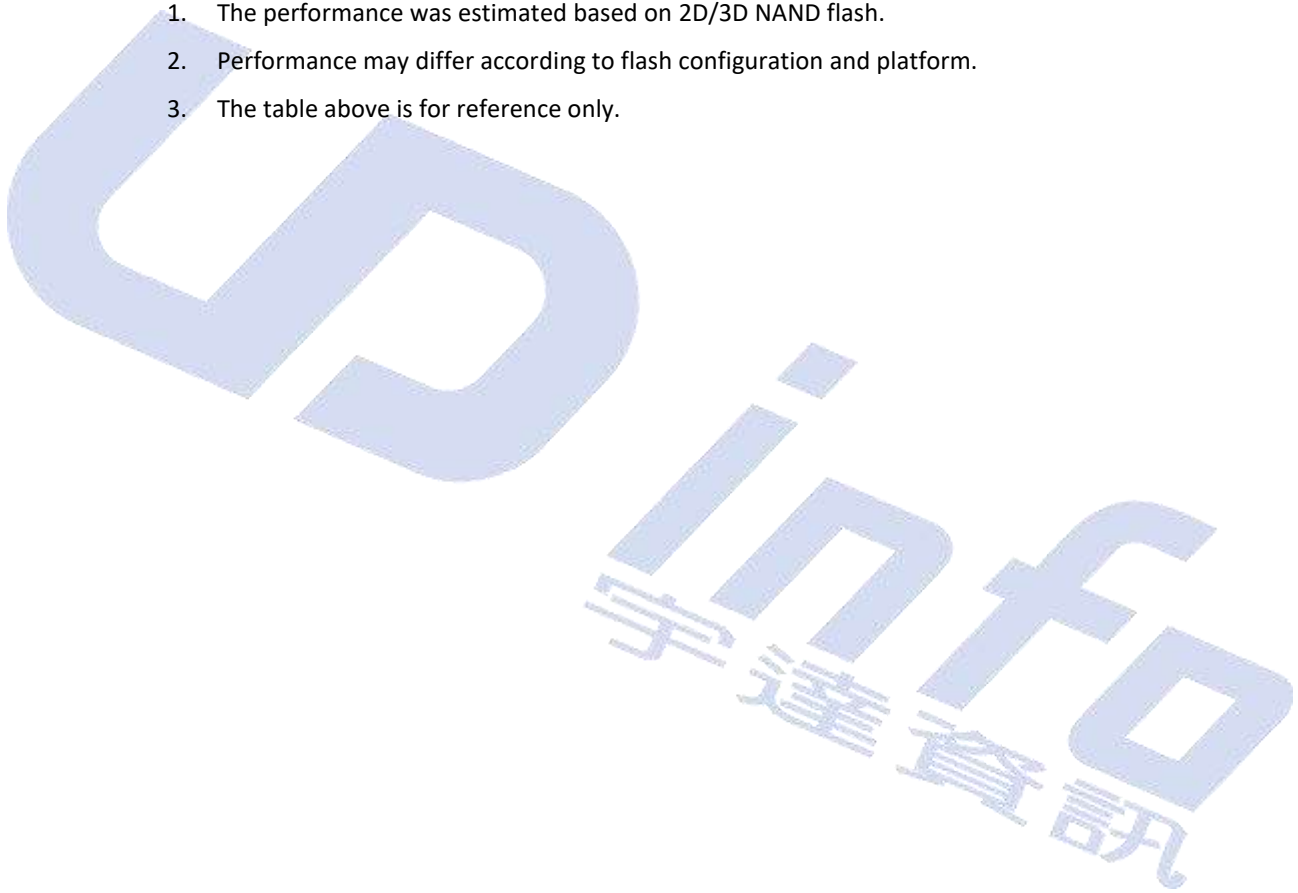 1. The performance was estimated based on 2D/3D NAND flash.
2. Performance may differ according to flash configuration and platform.
3. The table above is for reference only.
UD info
宇達資訊